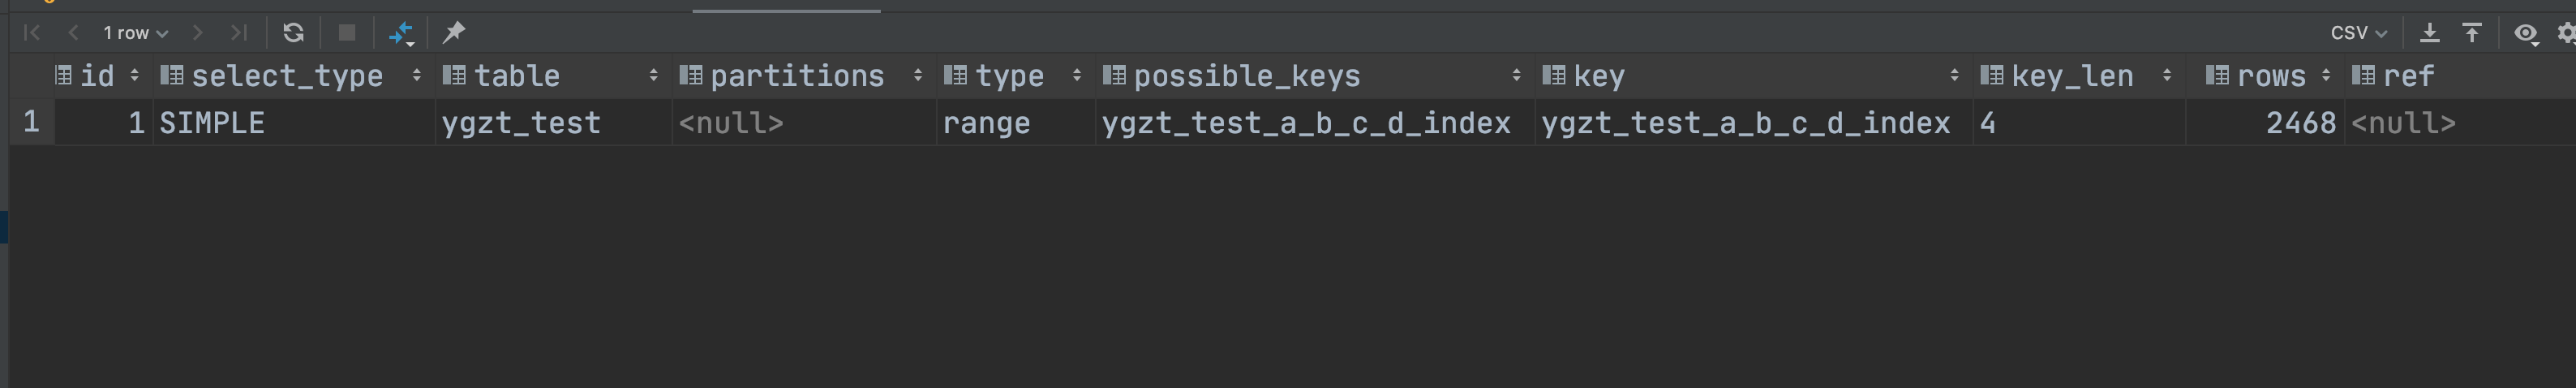 1 row CSV
id select_type table partitions type possible_keys key key_len rows ref
1 1 SIMPLE ygzt_test <null> range ygzt_test_a_b_c_d_index ygzt_test_a_b_c_d_index 4 2468 <null>